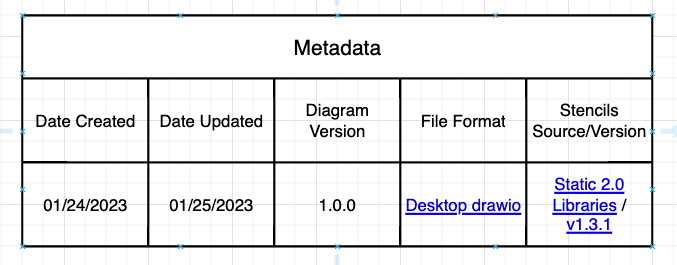 Metadata
Date Created
Date Updated
Diagram
Version
File Format
Stencils
Source/Version
01/24/2023
01/25/2023
1.0.0
Desktop drawio
Static 2.0
Libraries /
v1.3.1